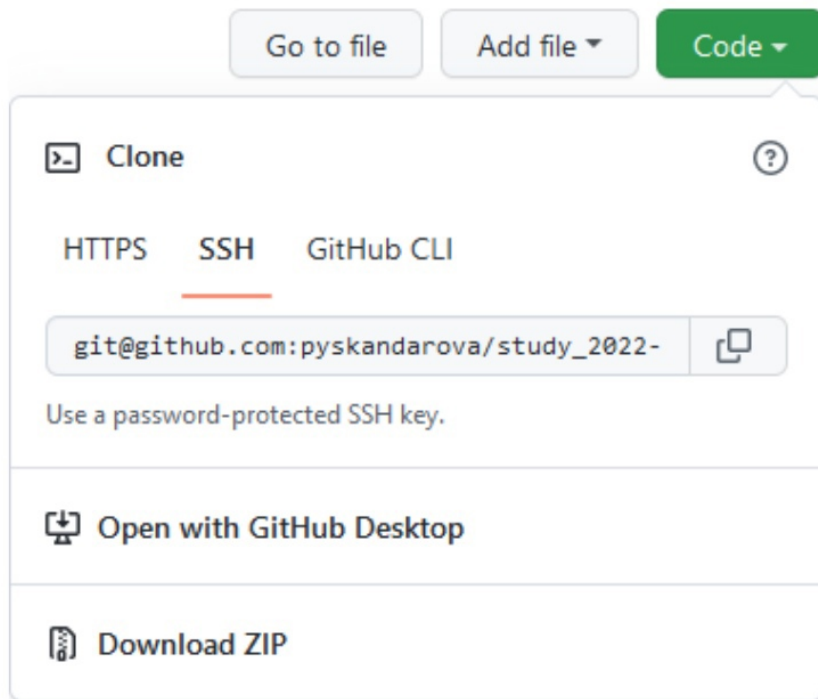 Go to file Add file Code
Clone
HTTPS SSH GitHub CLI
git@github.com:pyskandarova/study_2022-
Use a password-protected SSH key.
Open with GitHub Desktop
Download ZIP